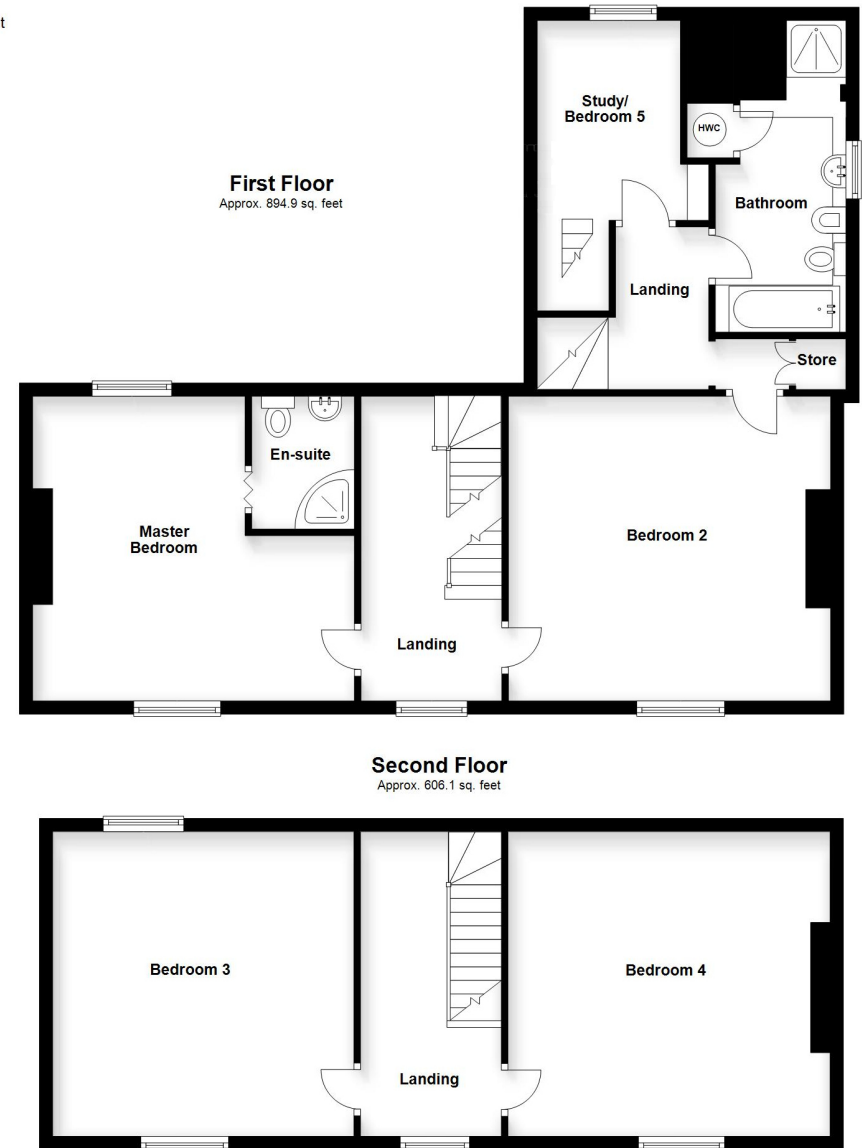 t
First Floor
Approx. 894.9 sq. feet
Study/
Bedroom 5
HWC
Bathroom
Landing
Store
En-suite
Master
Bedroom
Bedroom 2
Landing
Second Floor
Approx. 606.1 sq. feet
Bedroom 3
Bedroom 4
Landing